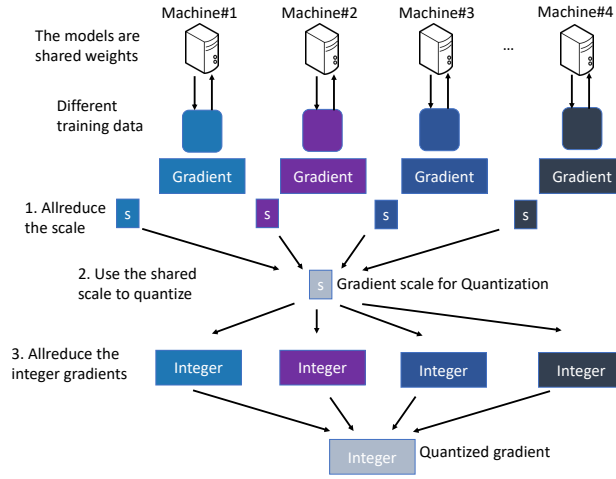 Machine#1
Machine#2
Machine#3
Machine#4
The models are
shared weights
...
Different
training data
Gradient
Gradient
Gradient
Gradient
1. Allreduce
the scale
s
s
s
s
2. Use the shared
scale to quantize
s
Gradient scale for Quantization
3. Allreduce the
integer gradients
Integer
Integer
Integer
Integer
Integer
Quantized gradient